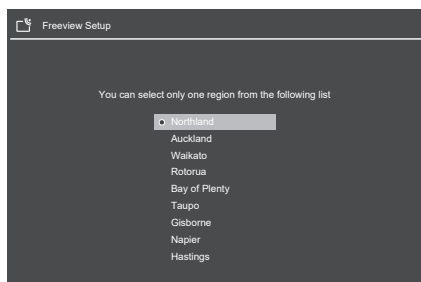 Freeview Setup
You can select only one region from the following list
Northland
Auckland
Waikato
Rotorua
Bay of Plenty
Taupo
Gisborne
Napier
Hastings